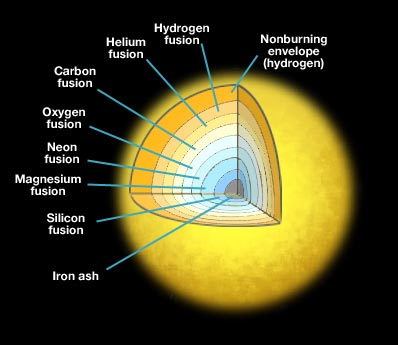 Hydrogen
fusion
Helium
fusion
Nonburning
envelope
(hydrogen)
Carbon
fusion
Oxygen
fusion
Neon
fusion
Magnesium
fusion
Silicon
fusion
Iron ash